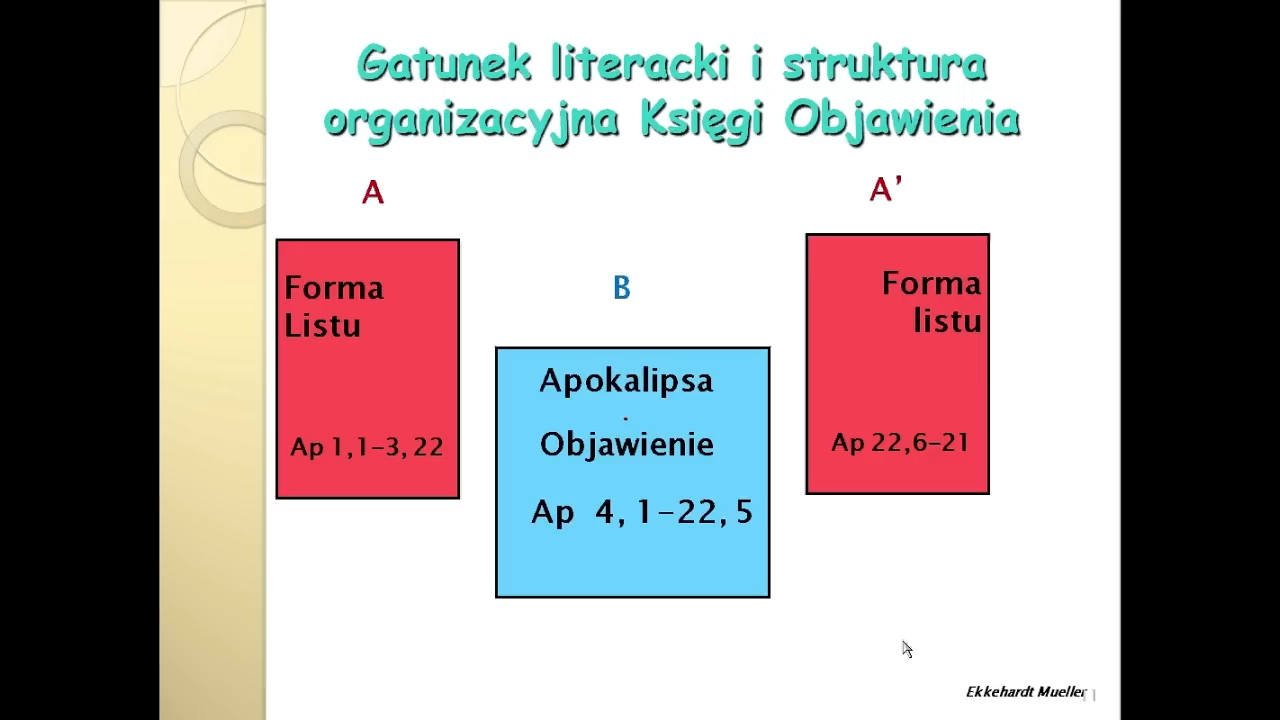 Gatunek literacki i struktura
organizacyjna Księgi Objawienia
A
A’
Forma
Listu
Ap 1,1-3, 22
B
Apokalipsa
Objawienie
Ap 4, 1-22, 5
Forma
listu
Ap 22,6-21
Ekkehardt Mueller
11